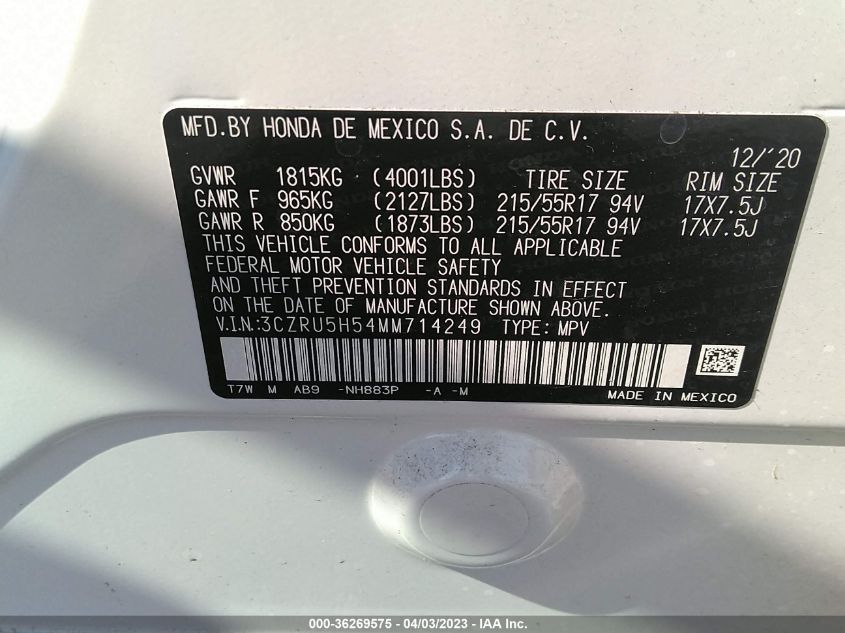 MFD.BY HONDA DE MEXICO S.A. DE C.V.
12/'20
GVWR 1815KG (4001LBS) TIRE SIZE RIM SIZE
GAWR F 965KG (2127LBS) 215/55R17 94V 17X7.5J
GAWR R 850KG (1873LBS) 215/55R17 94V 17X7.5J
THIS VEHICLE CONFORMS TO ALL APPLICABLE
FEDERAL MOTOR VEHICLE SAFETY
AND THEFT PREVENTION STANDARDS IN EFFECT
ON THE DATE OF MANUFACTURE SHOWN ABOVE.
V.I.N:3CZRU5H54MM714249 TYPE: MPV
T7W M AB9 -NH883P -A -M
MADE IN MEXICO
000-36269575 - 04/03/2023 - IAA Inc.